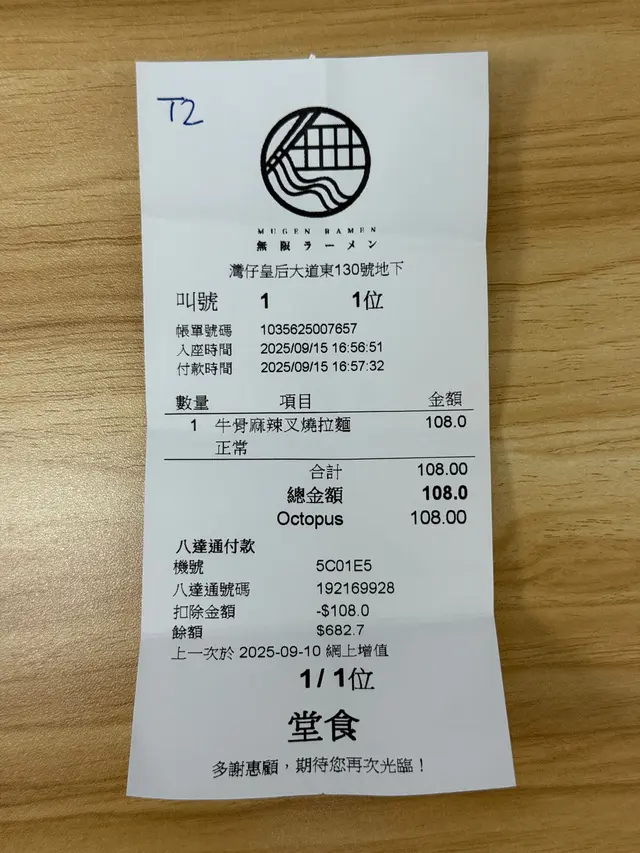 T2
MUGEN RAMEN
無限ラーメン
灣仔皇后大道東130號地下
叫號 1 1位
帳單號碼 1035625007657
入座時間 2025/09/15 16:56:51
付款時間 2025/09/15 16:57:32
數量 項目 金額
1 牛骨麻辣叉燒拉麵 108.0
正常
合計 108.00
總金額 108.0
Octopus 108.00
八達通付款
機號 5C01E5
八達通號碼 192169928
扣除金額 -$108.0
餘額 $682.7
上一次於 2025-09-10 網上增值
1/ 1位
堂食
多謝惠顧，期待您再次光臨！